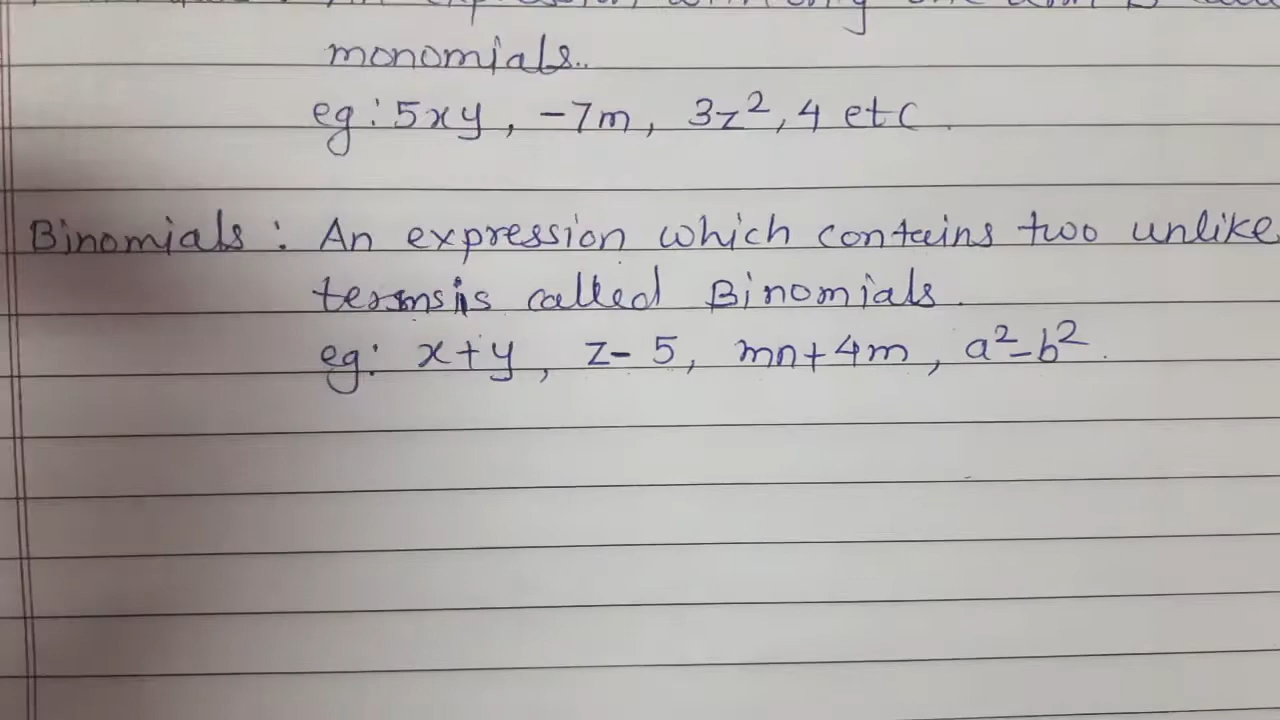 monomials..
eg: 5xy, -7m, 3z², 4 etc.
Binomials: An expression which contains two unlike
terms is called Binomials.
eg: x+y, z-5, mn+4m, a²-b².